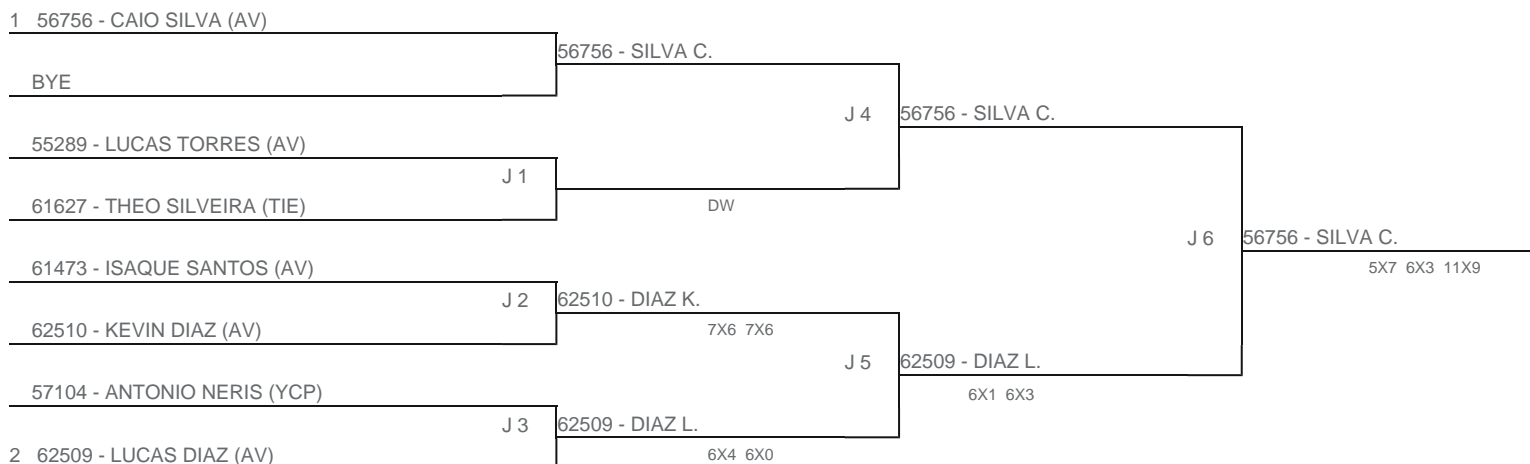 1 56756 - CAIO SILVA (AV)
56756 - SILVA C.
BYE
J 4
56756 - SILVA C.
55289 - LUCAS TORRES (AV)
J 1
61627 - THEO SILVEIRA (TIE)
DW
J 6
56756 - SILVA C.
5X7 6X3 11X9
61473 - ISAQUE SANTOS (AV)
J 2
62510 - DIAZ K.
62510 - KEVIN DIAZ (AV)
7X6 7X6
J 5
62509 - DIAZ L.
6X1 6X3
57104 - ANTONIO NERIS (YCP)
J 3
62509 - DIAZ L.
2 62509 - LUCAS DIAZ (AV)
6X4 6X0